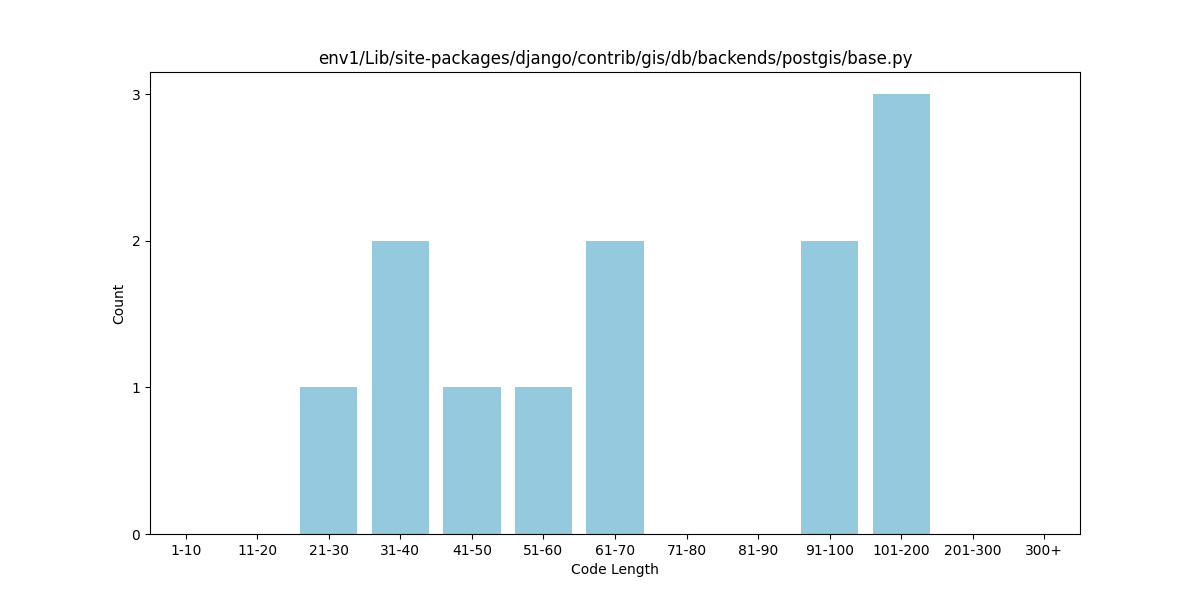 env1/Lib/site-packages/django/contrib/gis/db/backends/postgis/base.py
3
2
1
0
Count
1-10 11-20 21-30 31-40 41-50 51-60 61-70 71-80 81-90 91-100 101-200 201-300 300+
Code Length